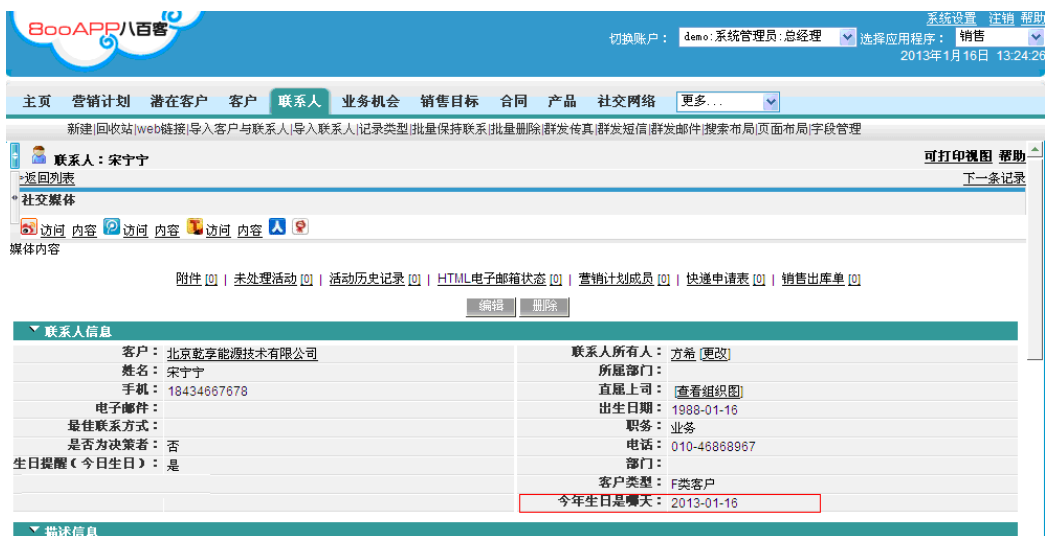 8ooAPP八百客
系统设置 注销 帮助
切换账户： demo:系统管理员:总经理 选择应用程序： 销售
2013年1月16日 13:24:26
主页 营销计划 潜在客户 客户 联系人 业务机会 销售目标 合同 产品 社交网络 更多...
新建|回收站|web链接|导入客户与联系人|导入联系人|记录类型|批量保持联系|批量删除|群发传真|群发短信|群发邮件|搜索布局|页面布局|字段管理
联系人：宋宁宁 可打印视图 帮助
返回列表 下一条记录
社交媒体
访问 内容 访问 内容 访问 内容
媒体内容
附件 [0] | 未处理活动 [0] | 活动历史记录 [0] | HTML电子邮箱状态 [0] | 营销计划成员 [0] | 快递申请表 [0] | 销售出库单 [0]
编辑 删除
联系人信息
客户： 北京乾享能源技术有限公司 联系人所有人： 方希 [更改]
姓名： 宋宁宁 所属部门：
手机： 18434667678 直属上司： [查看组织图]
电子邮件： 出生日期： 1988-01-16
最佳联系方式： 职务： 业务
是否为决策者： 否 电话： 010-46868967
生日提醒(今日生日)： 是 部门：
客户类型： F类客户
今年生日是哪天： 2013-01-16
描述信息